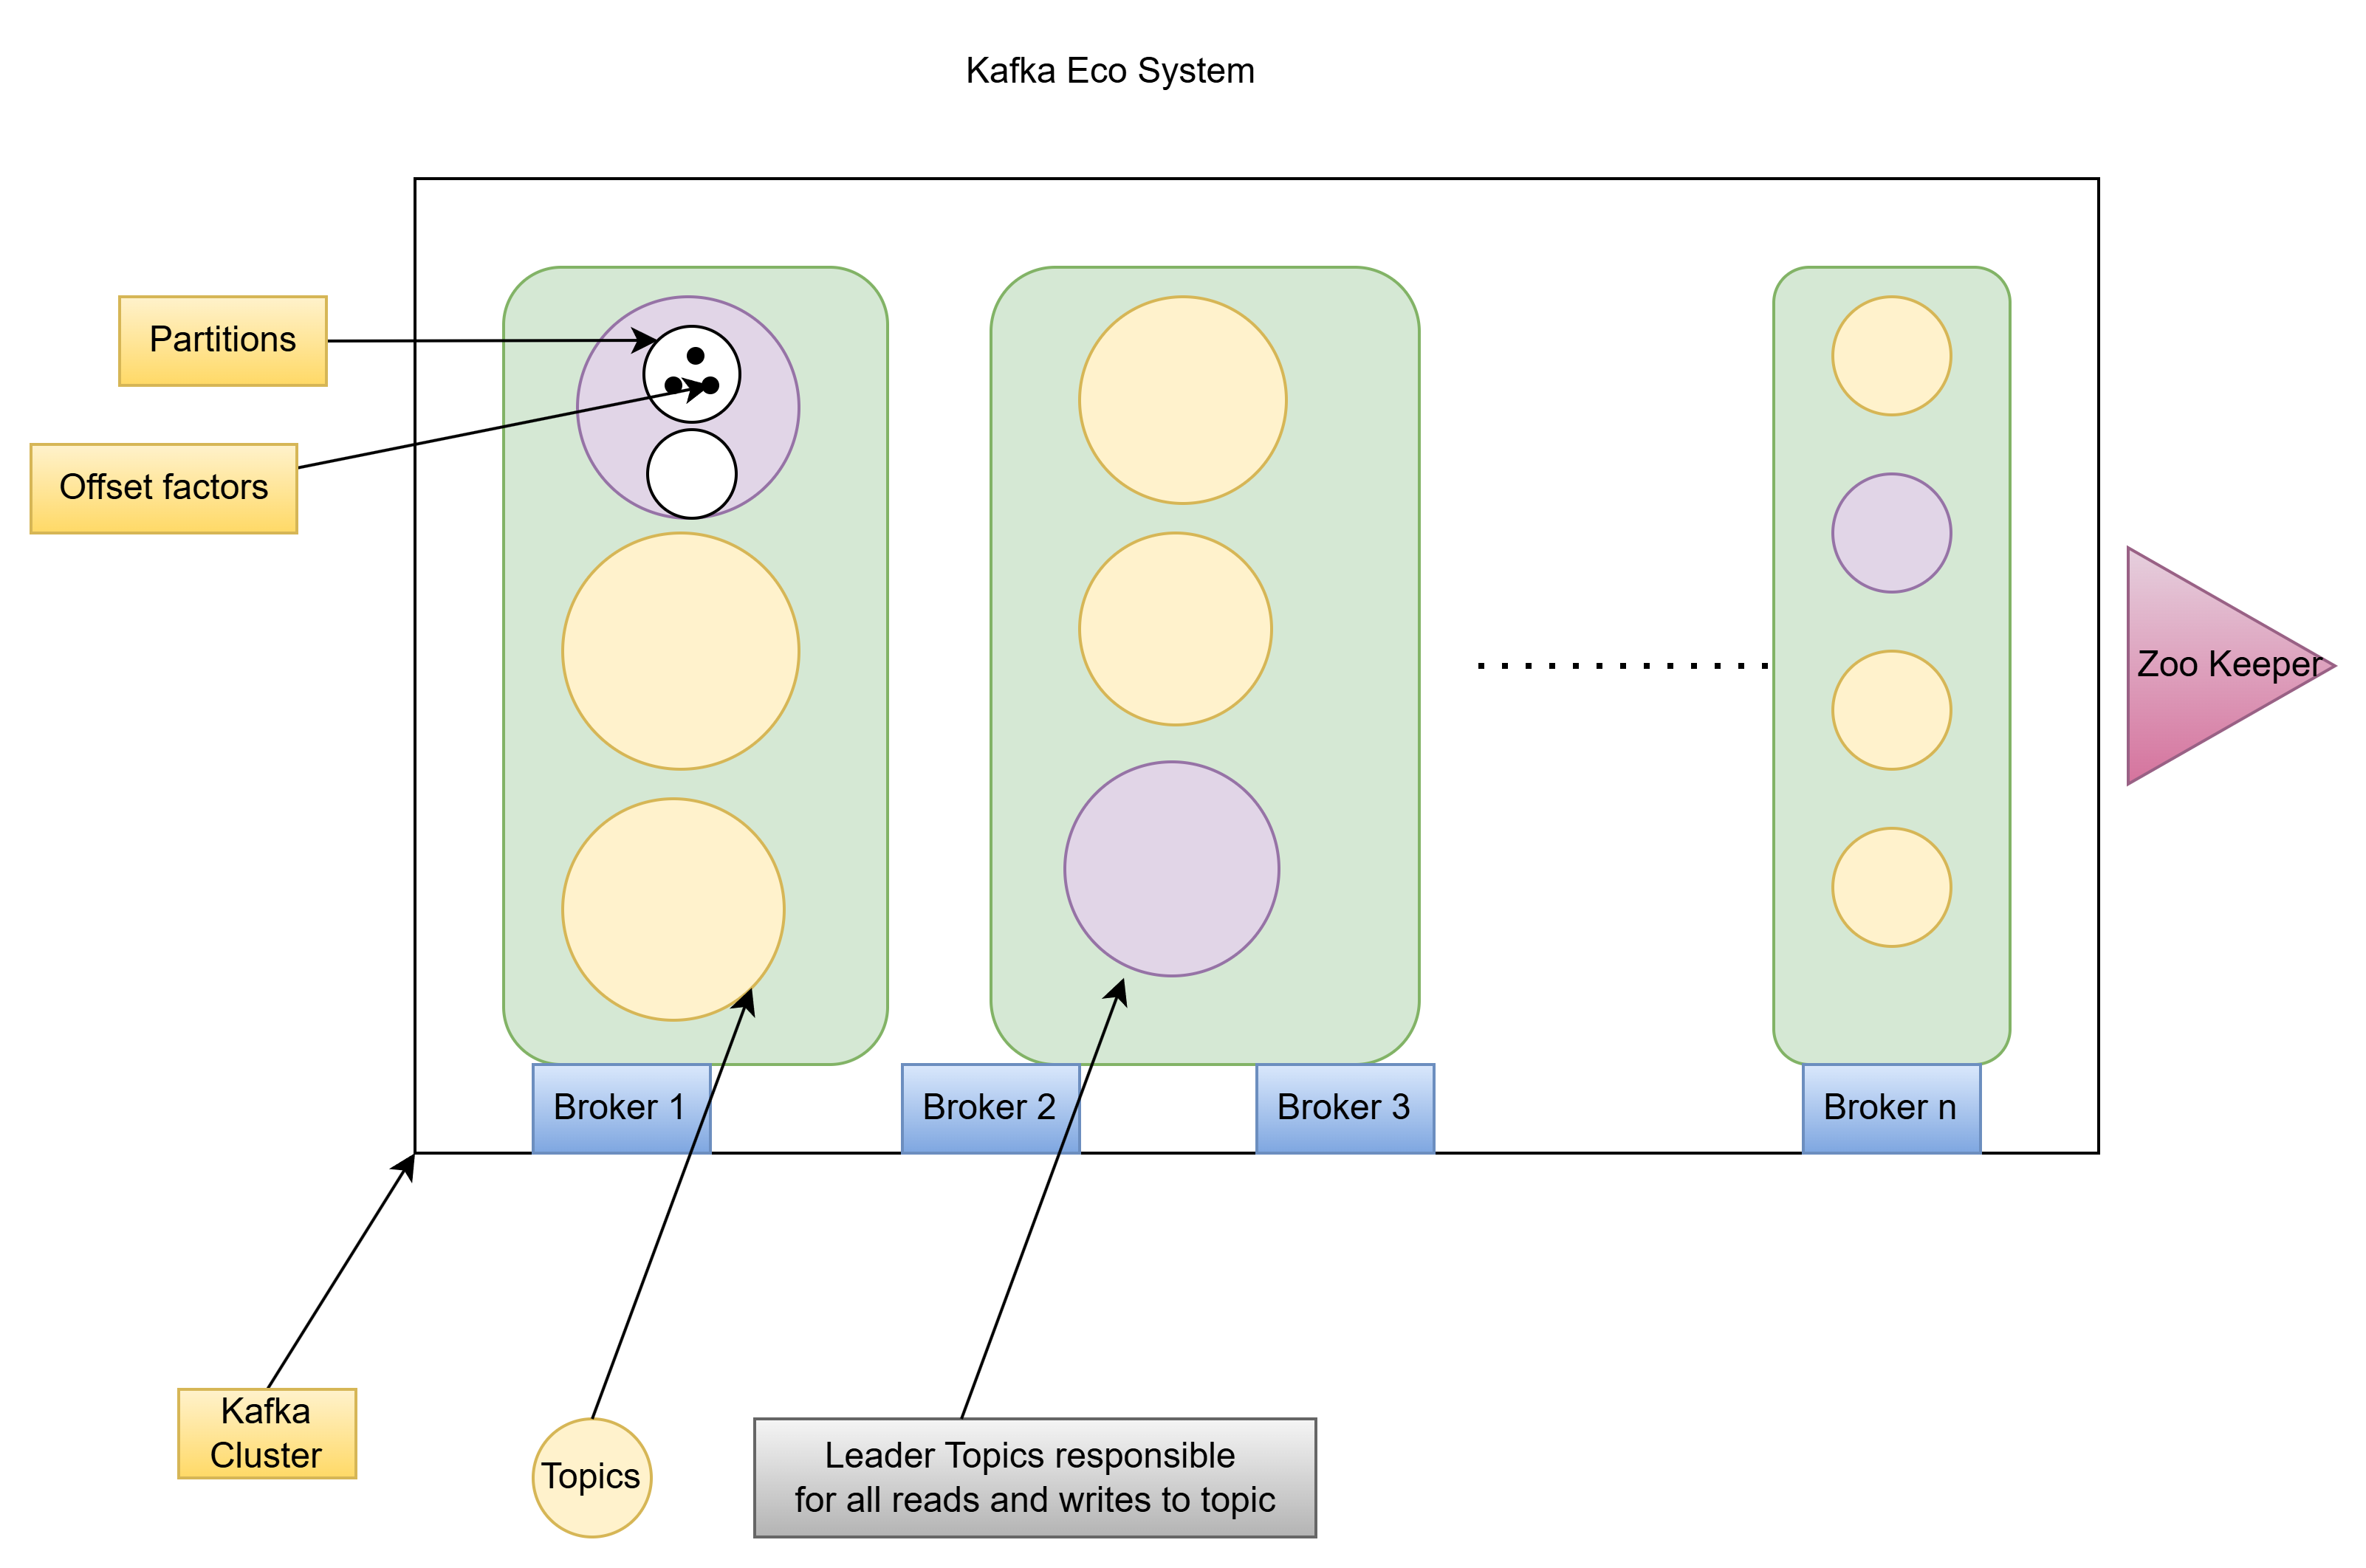 Kafka Eco System
Partitions
Offset factors
Zoo Keeper
Broker 1
Broker 2
Broker 3
Broker n
Kafka
Cluster
Topics
Leader Topics responsible
for all reads and writes to topic